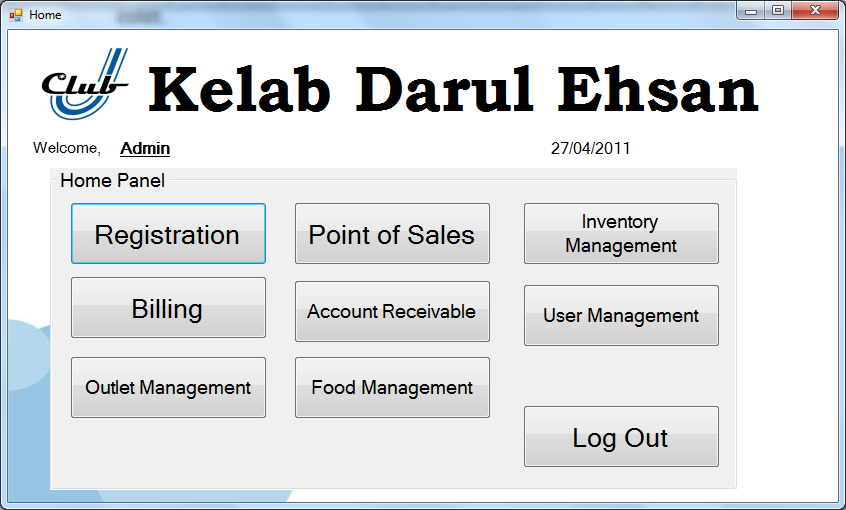 Home
Club
Kelab Darul Ehsan
Welcome, Admin
27/04/2011
Home Panel
Registration
Point of Sales
Inventory
Management
Billing
Account Receivable
User Management
Outlet Management
Food Management
Log Out